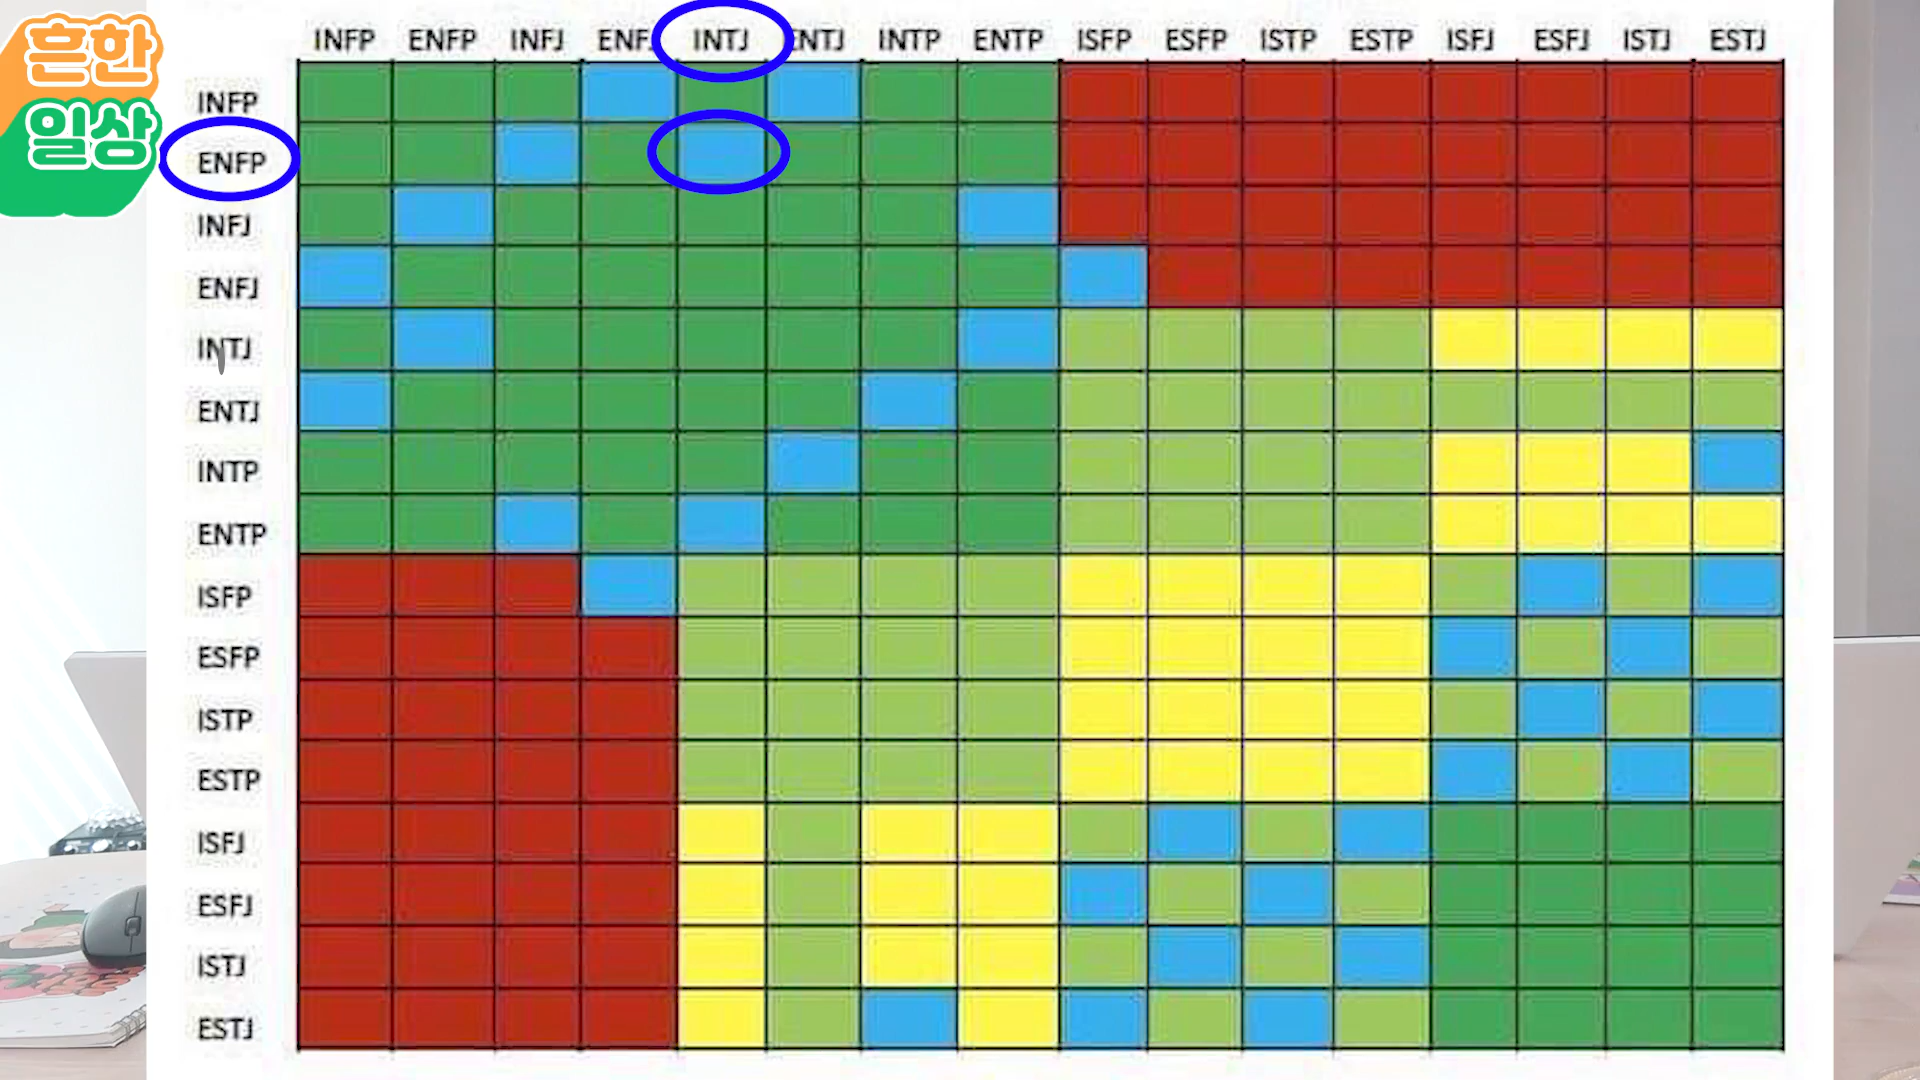 흔한
일상
INFP ENFP INFJ ENFJ INTJ ENTJ INTP ENTP ISFP ESFP ISTP ESTP ISFJ ESFJ ISTJ ESTJ
INFP
ENFP
INFJ
ENFJ
INTJ
ENTJ
INTP
ENTP
ISFP
ESFP
ISTP
ESTP
ISFJ
ESFJ
ISTJ
ESTJ